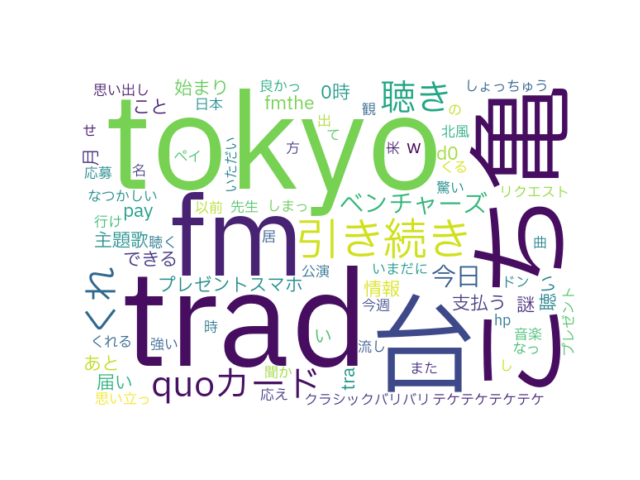 思い出し
始まり
良かっ
0時
聴き
しょっちゅう
亀
こと
日本
fmthe
観
の
tokyo
せ
月
て
出
北風
w
来
d0
くる
ペイ
方
応募
名
いただい
驚い
リクエスト
なつかしい
以前
先生
しまっ
ベンチャーズ
pay
fm
引き続き
こち
行け
主題歌
聴く
居
曲
できる
公演
いまだに
今日
ドン
聴い
くれ
trad
プレゼントスマホ
情報
台
今週
支払う
謎
hp
音楽
プレゼント
くれる
強い
時
い
流し
なっ
あと
quoカード
聞か
tra
また
し
届い
思い立っ
応え
クラシックバリバリ
テケテケテケテケ
に